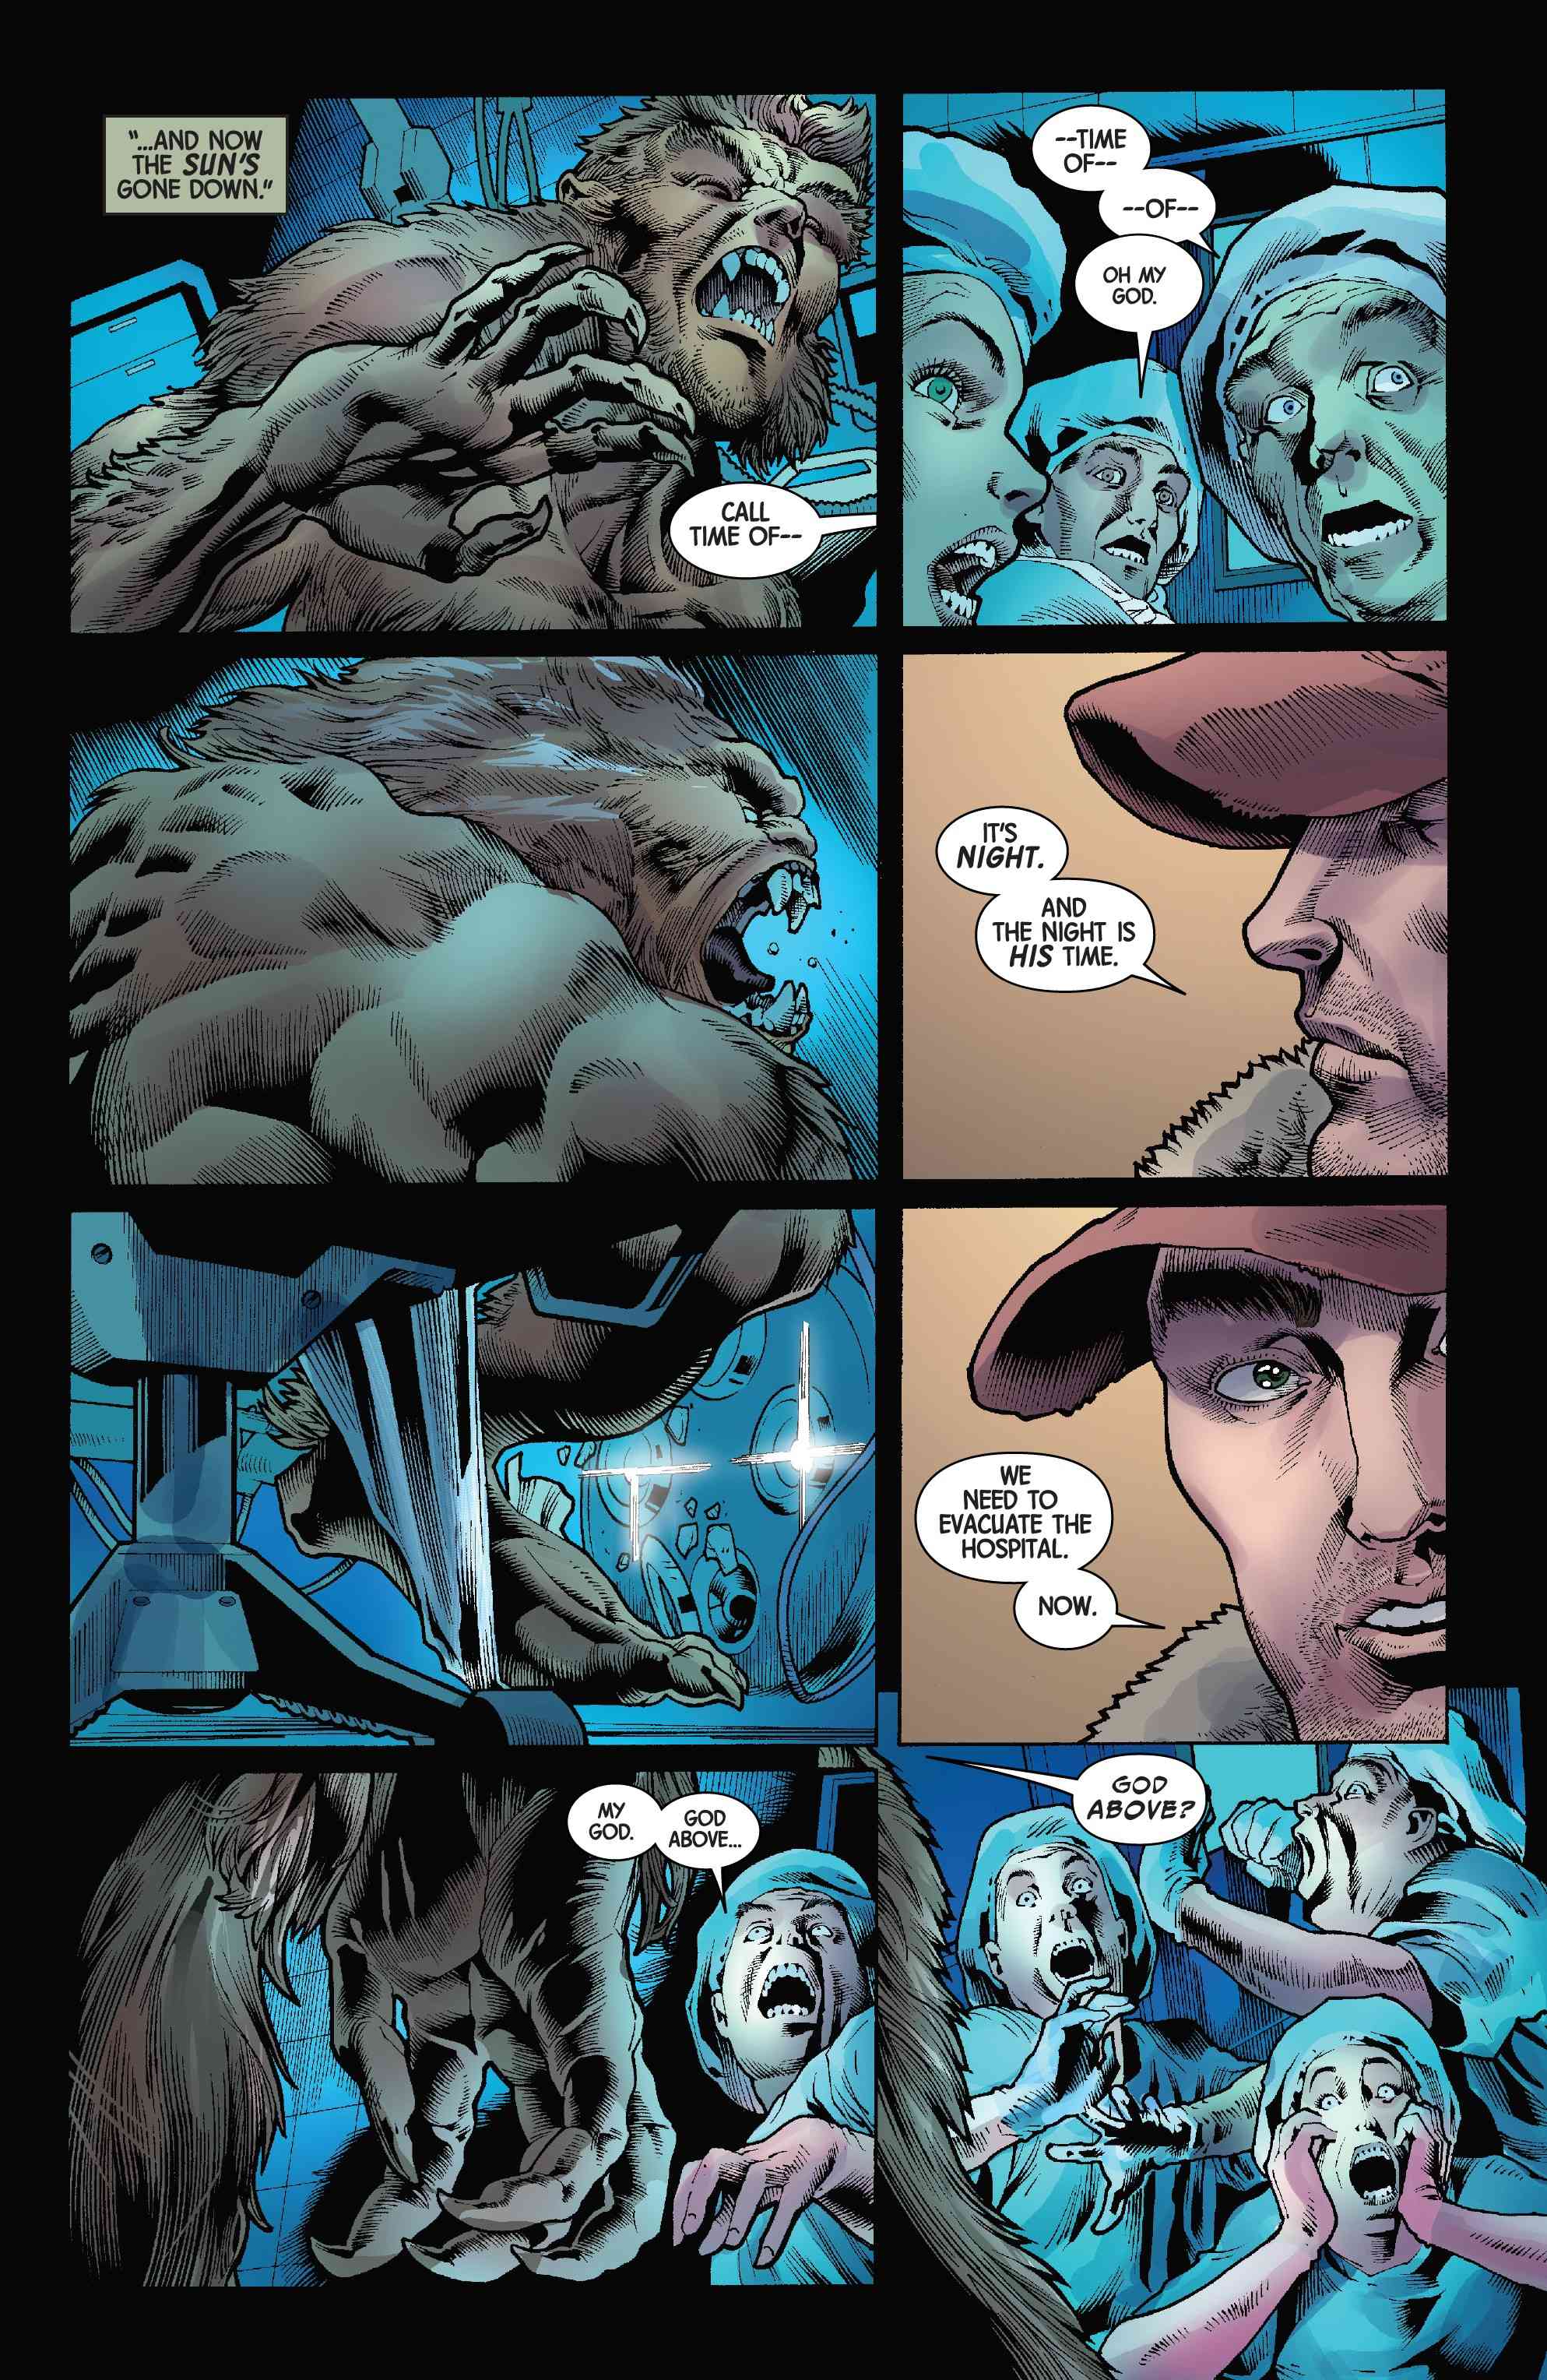 "...AND NOW
THE SUN'S
GONE DOWN."
CALL
TIME OF--
--TIME
OF--
--OF--
OH MY
GOD.
IT'S
NIGHT.
AND
THE NIGHT IS
HIS TIME.
WE
NEED TO
EVACUATE THE
HOSPITAL.
NOW.
MY
GOD.
GOD
ABOVE...
GOD
ABOVE?